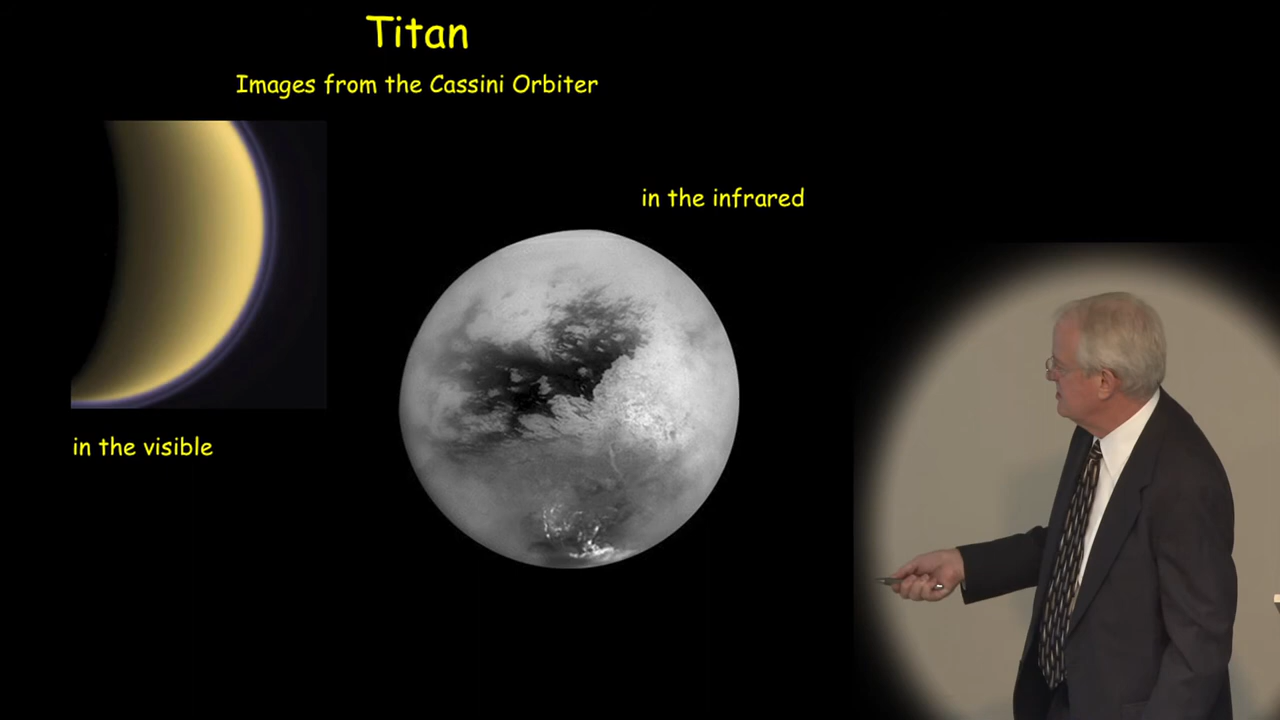 Titan
Images from the Cassini Orbiter
in the infrared
in the visible